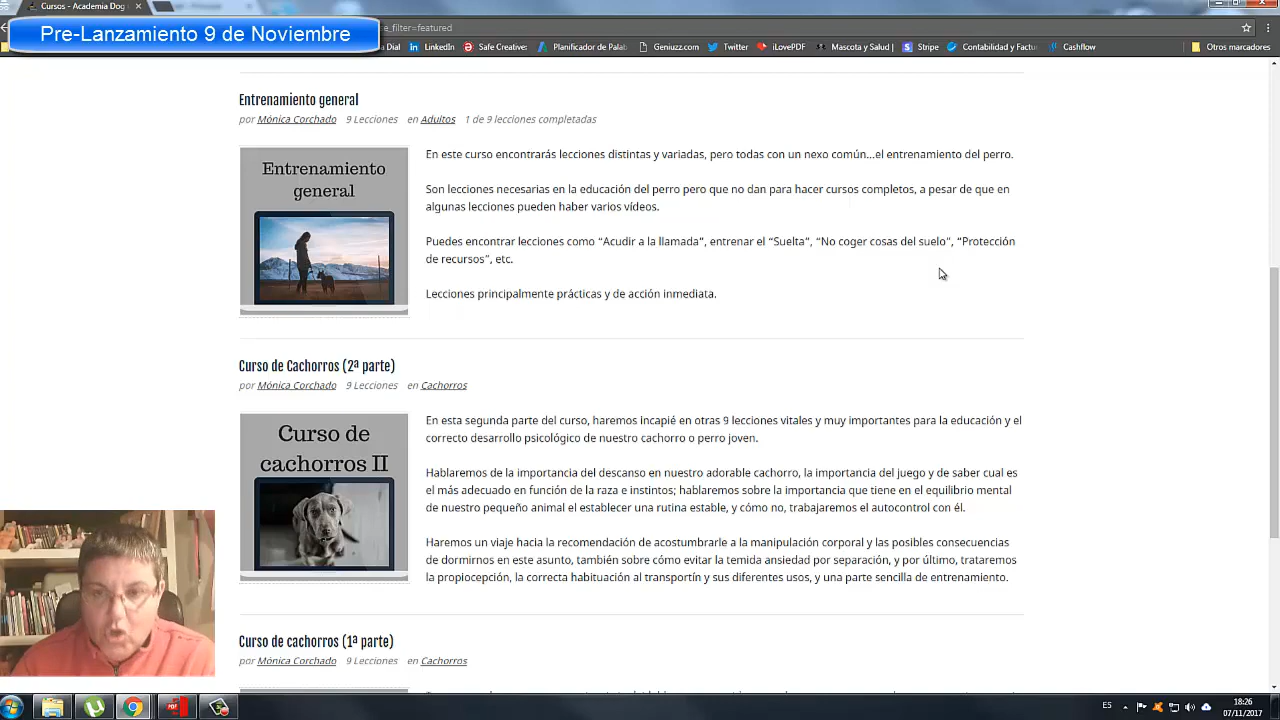 Cursos - Academia Dog
Pre-Lanzamiento 9 de Noviembre
e_filter=featured
Dial
LinkedIn
Safe Creative:
Planificador de Palab
Geniuzz.com
Twitter
iLovePDF
Mascota y Salud |
Stripe
Contabilidad y Factu
Cashflow
Otros marcadores
Entrenamiento general
por Mónica Corchado 9 Lecciones en Adultos 1 de 9 lecciones completadas
Entrenamiento
general
En este curso encontrarás lecciones distintas y variadas, pero todas con un nexo común...el entrenamiento del perro.
Son lecciones necesarias en la educación del perro pero que no dan para hacer cursos completos, a pesar de que en
algunas lecciones pueden haber varios vídeos.
Puedes encontrar lecciones como “Acudir a la llamada”, entrenar el “Suelta”, “No coger cosas del suelo”, “Protección
de recursos”, etc.
Lecciones principalmente prácticas y de acción inmediata.
Curso de Cachorros (2ª parte)
por Mónica Corchado 9 Lecciones en Cachorros
Curso de
cachorros II
En esta segunda parte del curso, haremos incapié en otras 9 lecciones vitales y muy importantes para la educación y el
correcto desarrollo psicológico de nuestro cachorro o perro joven.
Hablaremos de la importancia del descanso en nuestro adorable cachorro, la importancia del juego y de saber cual es
el más adecuado en función de la raza e instintos; hablaremos sobre la importancia que tiene en el equilibrio mental
de nuestro pequeño animal el establecer una rutina estable, y cómo no, trabajaremos el autocontrol con él.
Haremos un viaje hacia la recomendación de acostumbrarle a la manipulación corporal y las posibles consecuencias
de dormirnos en este asunto, también sobre cómo evitar la temida ansiedad por separación, y por último, trataremos
la propiocepción, la correcta habituación al transportín y sus diferentes usos, y una parte sencilla de entrenamiento.
Curso de cachorros (1ª parte)
por Mónica Corchado 9 Lecciones en Cachorros
ES
18:26
07/11/2017